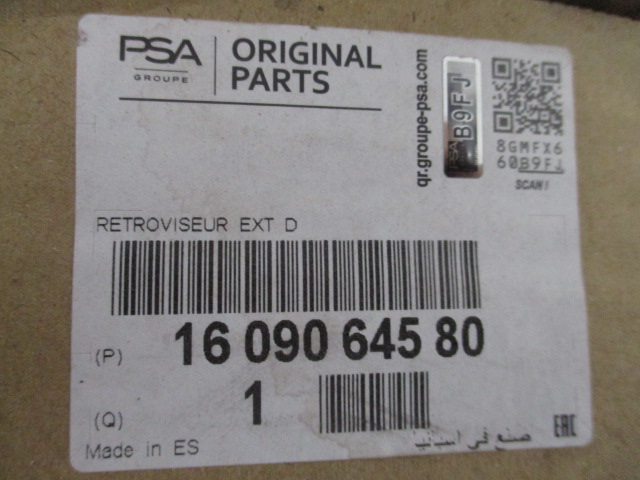 PSA
GROUPE
ORIGINAL
PARTS
qr.groupe-psa.com
PSA B9FJ
8GMFX6
60B9FJ
SCAN!
RETROVISEUR EXT D
(P) 16 090 645 80
(Q) 1
Made in ES
صنع في اسبانيا
EAC